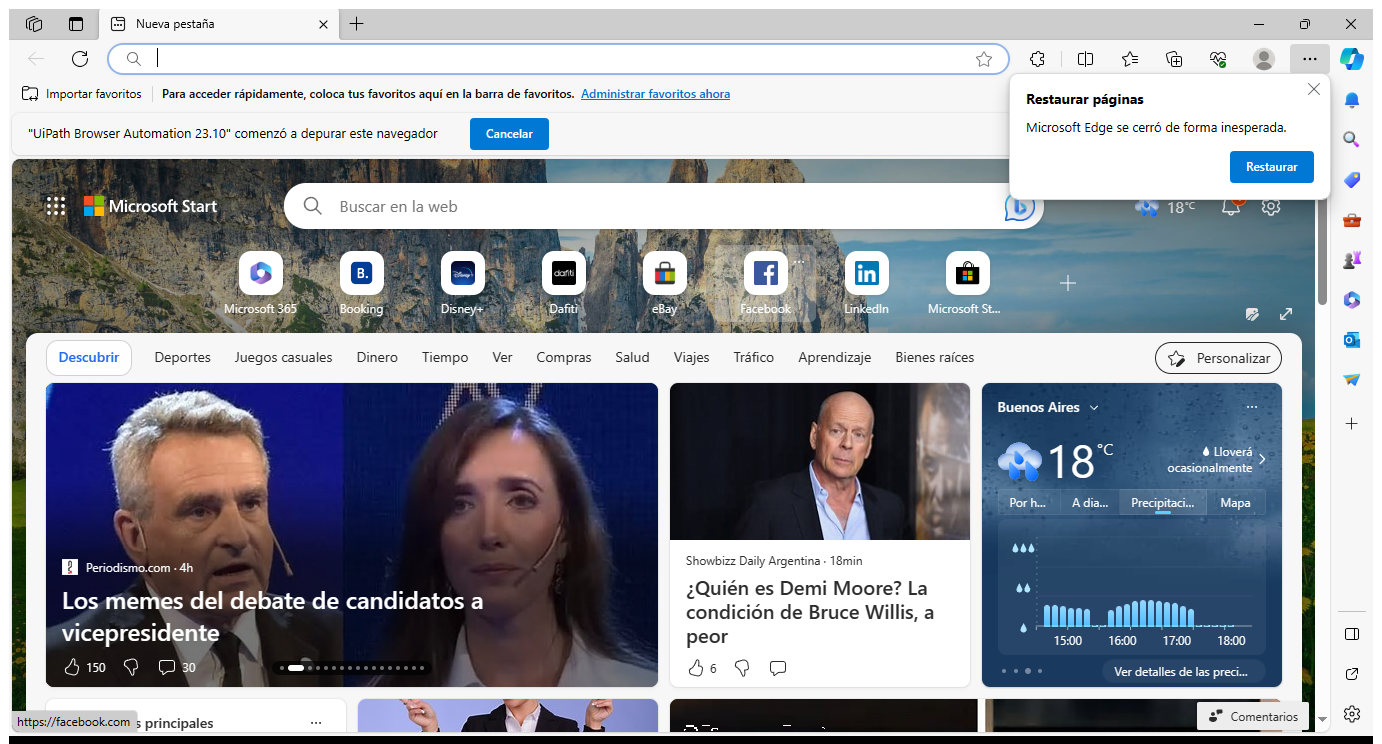 Nueva pestaña
Importar favoritos
Para acceder rápidamente, coloca tus favoritos aquí en la barra de favoritos. Administrar favoritos ahora
"UiPath Browser Automation 23.10" comenzó a depurar este navegador
Cancelar
Restaurar páginas
Microsoft Edge se cerró de forma inesperada.
Restaurar
Microsoft Start
Buscar en la web
18°C
Microsoft 365
B.
Booking
Disney+
Disney+
dafiti
Dafiti
eBay
Facebook
in
LinkedIn
Microsoft St...
Descubrir
Deportes
Juegos casuales
Dinero
Tiempo
Ver
Compras
Salud
Viajes
Tráfico
Aprendizaje
Bienes raíces
Personalizar
Periodismo.com · 4h
Los memes del debate de candidatos a
vicepresidente
150
30
Showbizz Daily Argentina · 18min
¿Quién es Demi Moore? La
condición de Bruce Willis, a
peor
6
Buenos Aires
18°C
Lloverá
ocasionalmente
Por h...
A dia...
Precipitaci...
Mapa
15:00
16:00
17:00
18:00
Ver detalles de las preci...
https://facebook.com
s principales
Comentarios